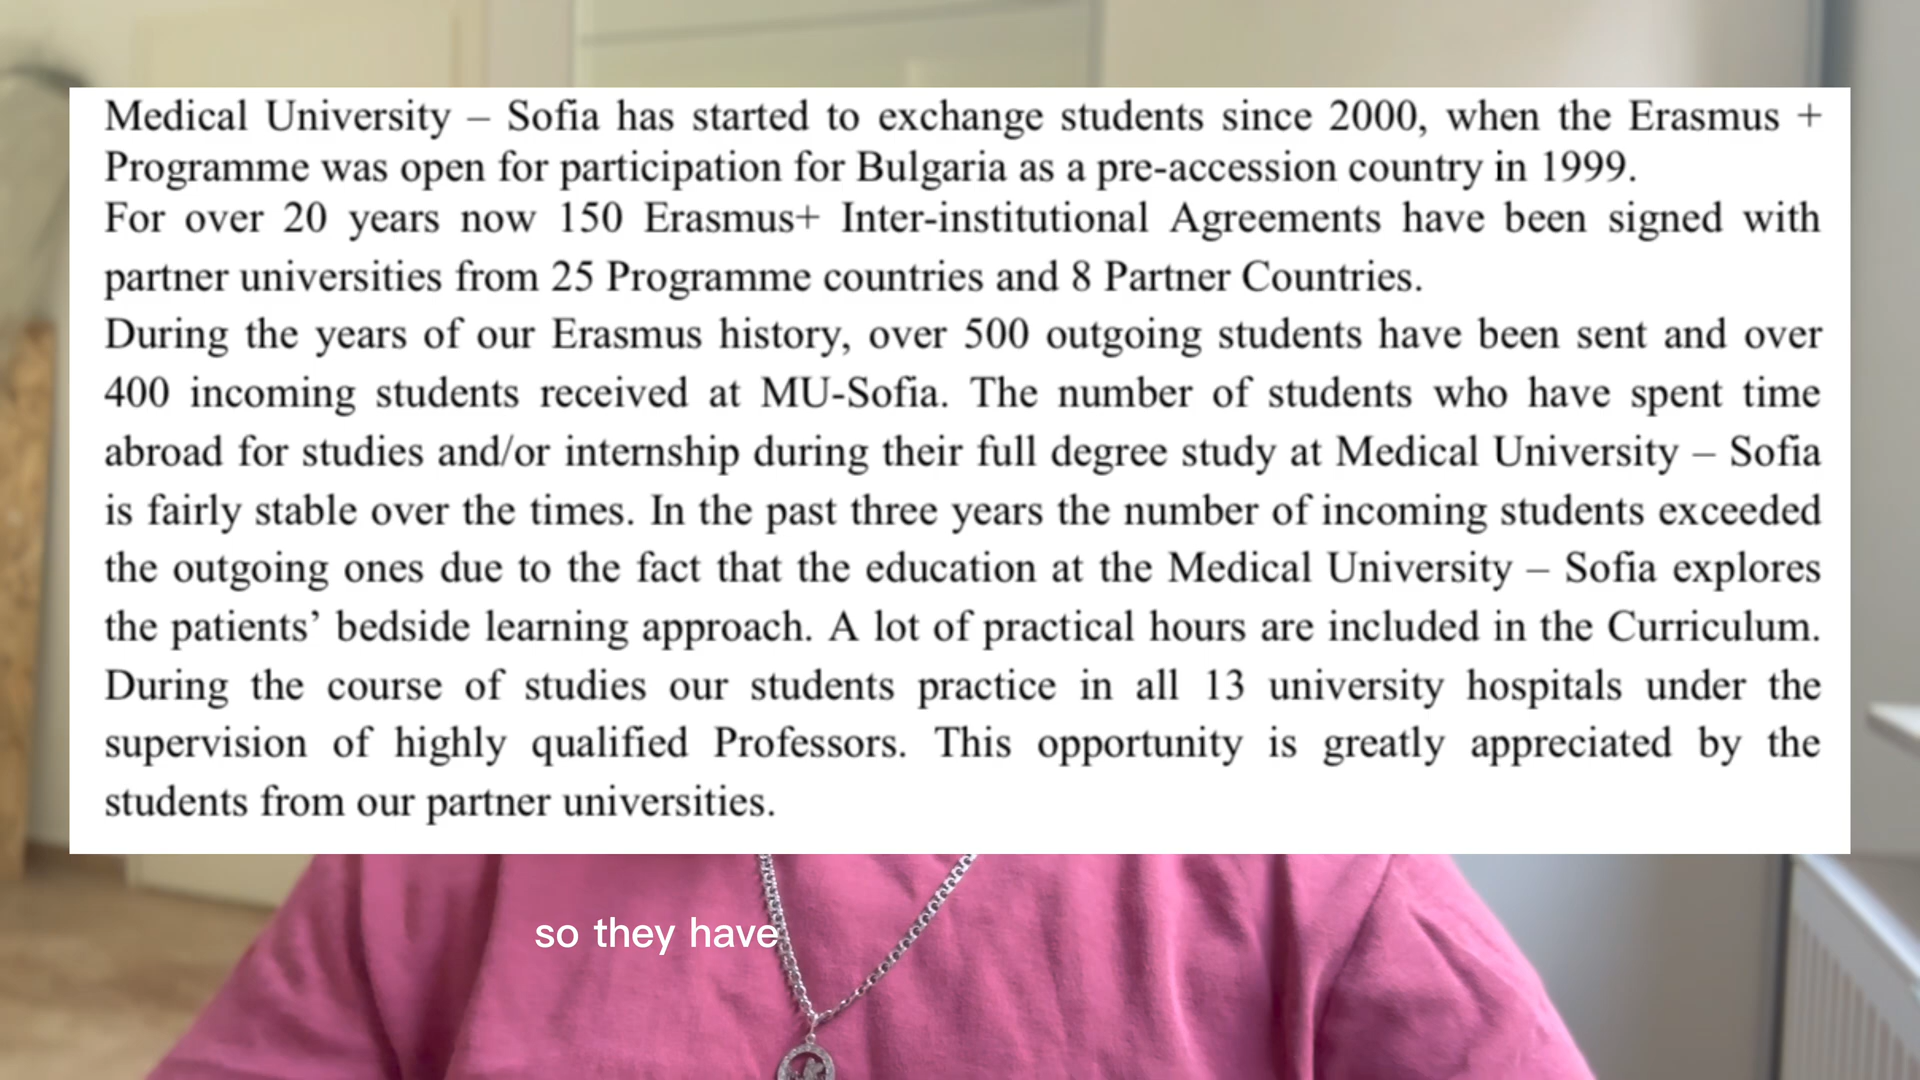 Medical University – Sofia has started to exchange students since 2000, when the Erasmus +
Programme was open for participation for Bulgaria as a pre-accession country in 1999.
For over 20 years now 150 Erasmus+ Inter-institutional Agreements have been signed with
partner universities from 25 Programme countries and 8 Partner Countries.
During the years of our Erasmus history, over 500 outgoing students have been sent and over
400 incoming students received at MU-Sofia. The number of students who have spent time
abroad for studies and/or internship during their full degree study at Medical University – Sofia
is fairly stable over the times. In the past three years the number of incoming students exceeded
the outgoing ones due to the fact that the education at the Medical University – Sofia explores
the patients’ bedside learning approach. A lot of practical hours are included in the Curriculum.
During the course of studies our students practice in all 13 university hospitals under the
supervision of highly qualified Professors. This opportunity is greatly appreciated by the
students from our partner universities.
so they have